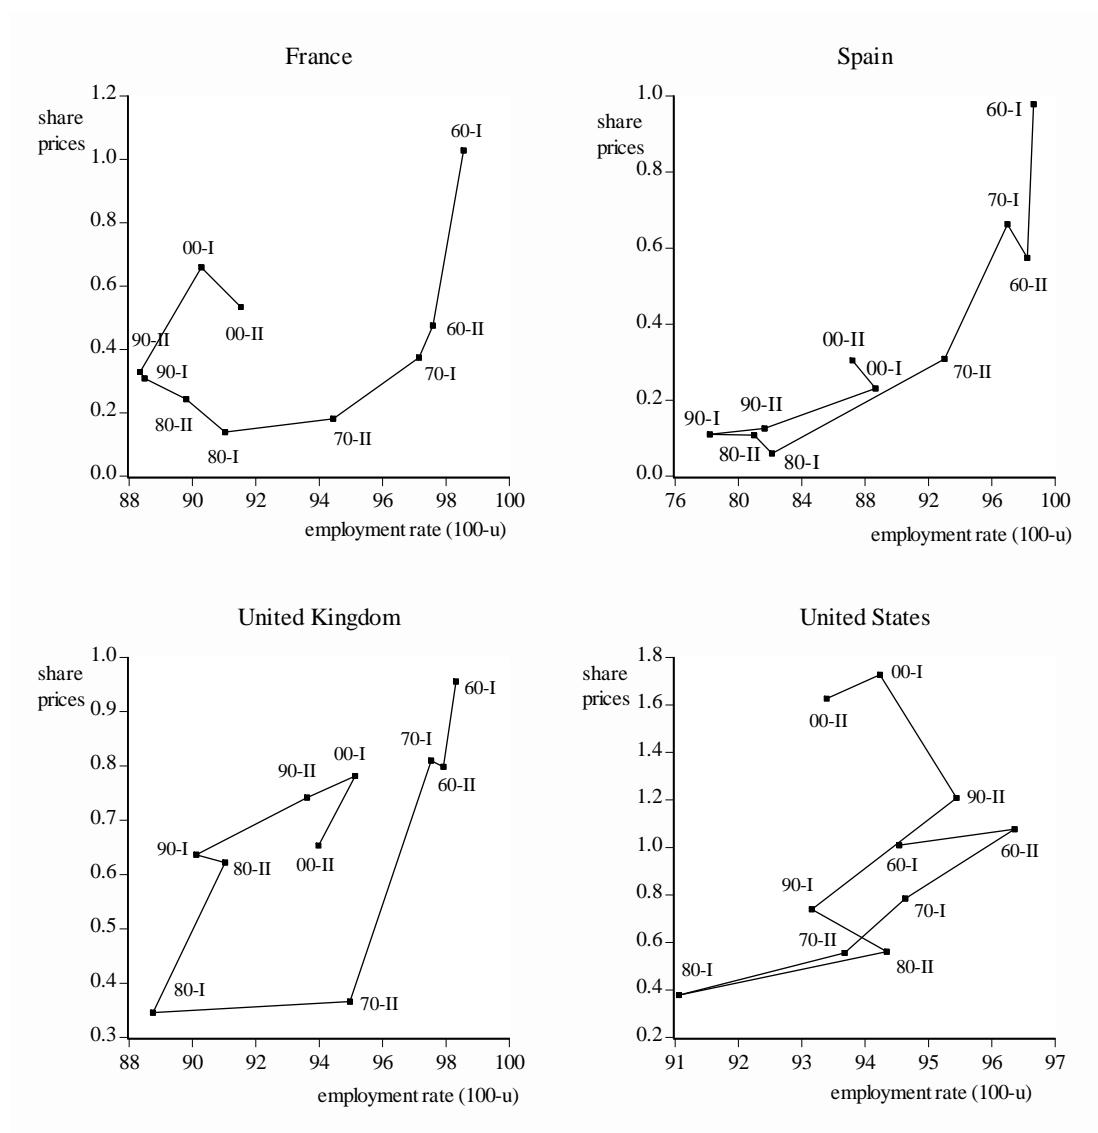 France
share
prices
1.2
1.0
0.8
0.6
0.4
0.2
0.0
60-I
00-I
00-II
60-II
90-II
90-I
70-I
80-II
70-II
80-I
88 90 92 94 96 98 100
employment rate (100-u)
Spain
share
prices
1.0
0.8
0.6
0.4
0.2
0.0
60-I
70-I
60-II
00-II
00-I
70-II
90-I
90-II
80-II
80-I
76 80 84 88 92 96 100
employment rate (100-u)
United Kingdom
share
prices
1.0
0.9
0.8
0.7
0.6
0.5
0.4
0.3
60-I
70-I
00-I
90-II
60-II
90-I
80-II
00-II
80-I
70-II
88 90 92 94 96 98 100
employment rate (100-u)
United States
share
prices
1.8
1.6
1.4
1.2
1.0
0.8
0.6
0.4
0.2
00-I
00-II
90-II
60-I
60-II
90-I
70-I
70-II
80-II
80-I
91 92 93 94 95 96 97
employment rate (100-u)